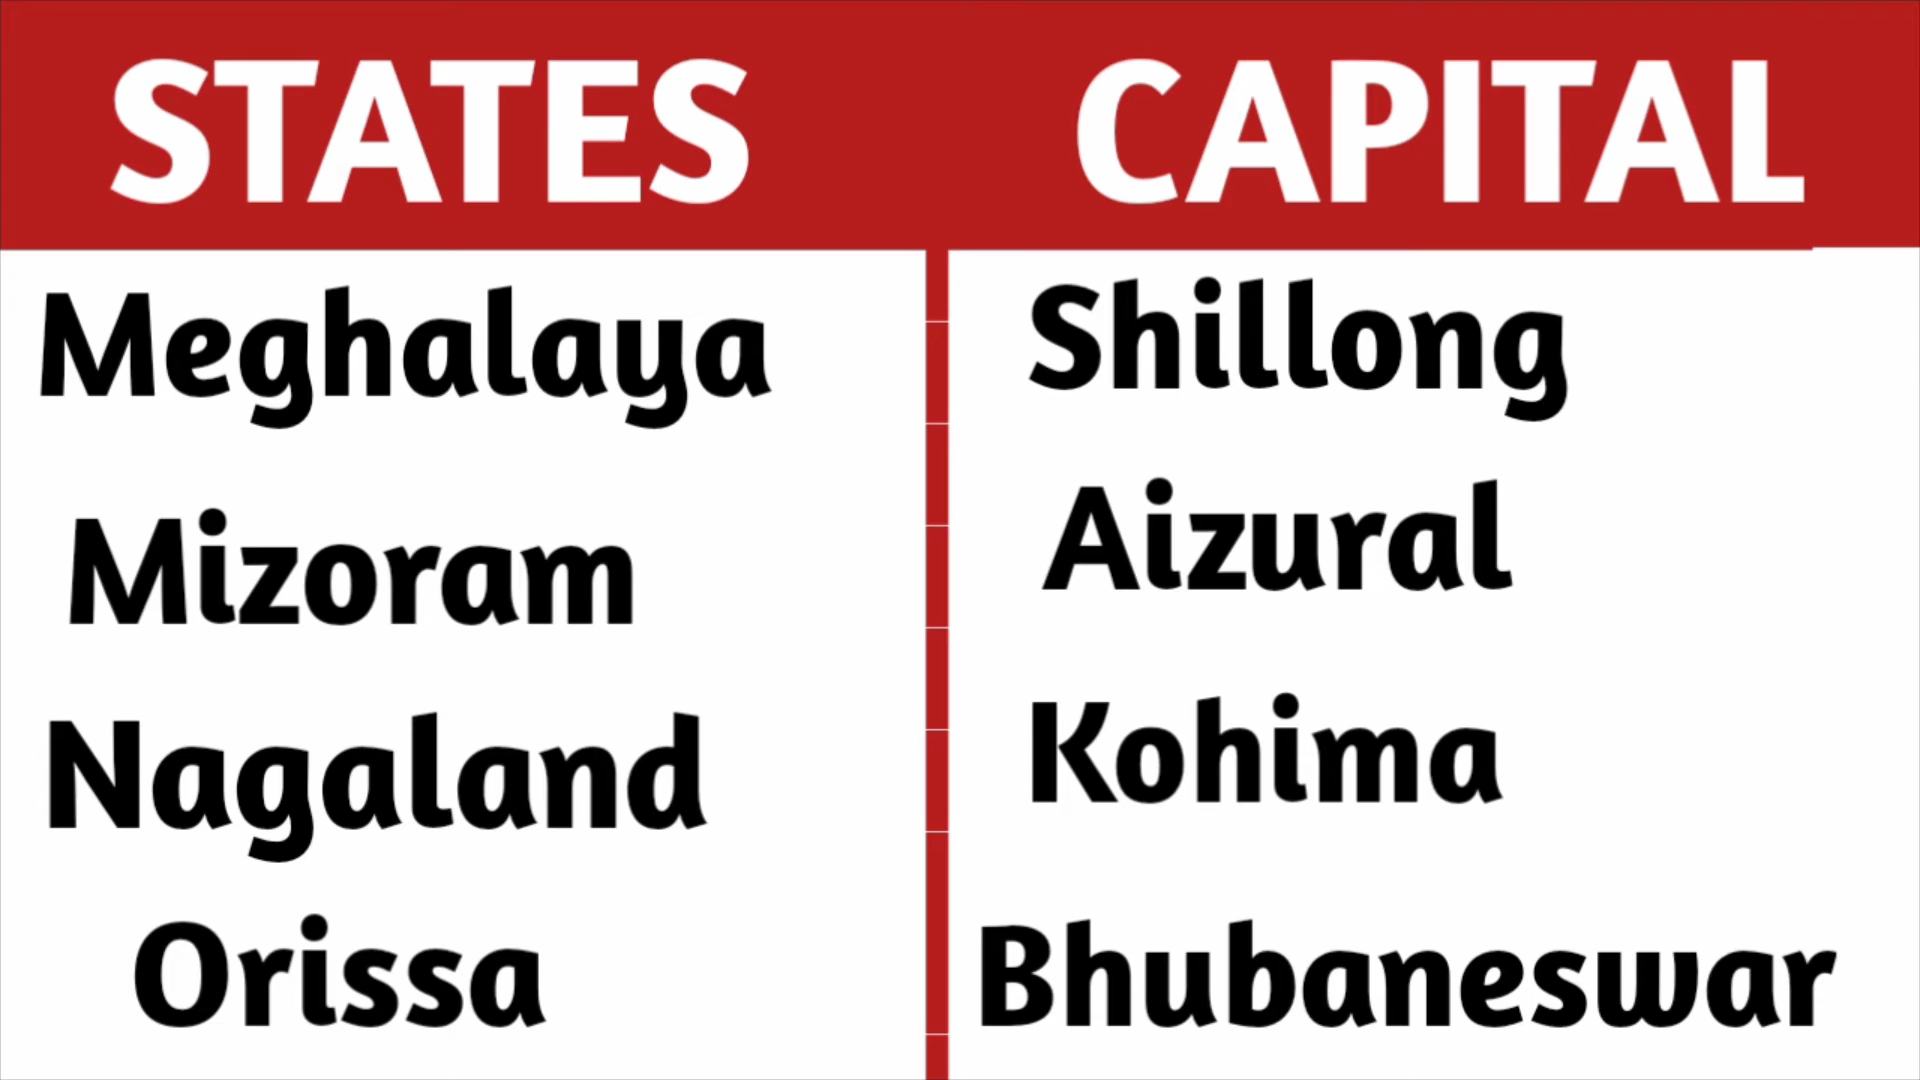 STATES CAPITAL
Meghalaya Shillong
Mizoram Aizural
Nagaland Kohima
Orissa Bhubaneswar